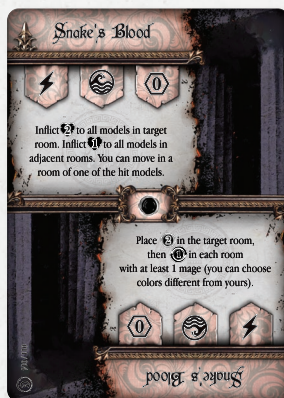 Snake's Blood
0
Inflict 2 to all models in target
room. Inflict 1 to all models in
adjacent rooms. You can move in a
room of one of the hit models.
Place 2 in the target room,
then 1 in each room
with at least 1 mage (you can choose
colors different from yours).
0
Snake's Blood